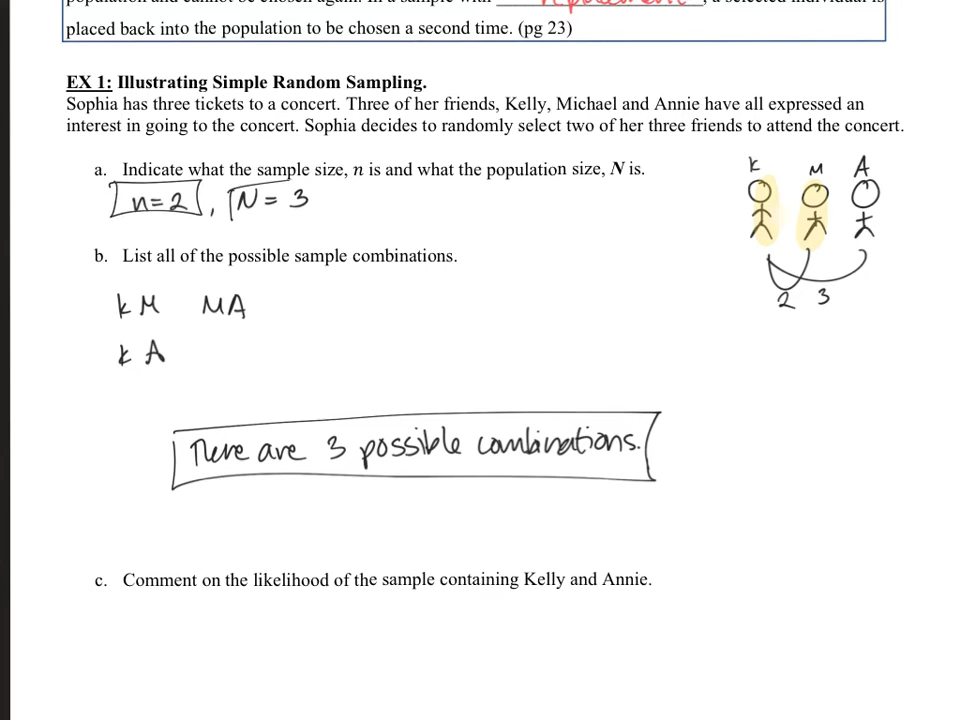 replacement
placed back into the population to be chosen a second time. (pg 23)
EX 1: Illustrating Simple Random Sampling.
Sophia has three tickets to a concert. Three of her friends, Kelly, Michael and Annie have all expressed an
interest in going to the concert. Sophia decides to randomly select two of her three friends to attend the concert.
a. Indicate what the sample size, n is and what the population size, N is.
n=2, N = 3
K M A
b. List all of the possible sample combinations.
2 3
KM MA
KA
There are 3 possible combinations.
c. Comment on the likelihood of the sample containing Kelly and Annie.